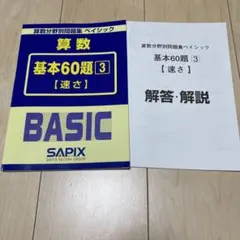 算数分野別問題集ベイシック
算数
基本60題 3
【速さ】
BASIC
SAPIX
算数分野別問題集 ベイシック
基本60題 3
【速さ】
解答・解説